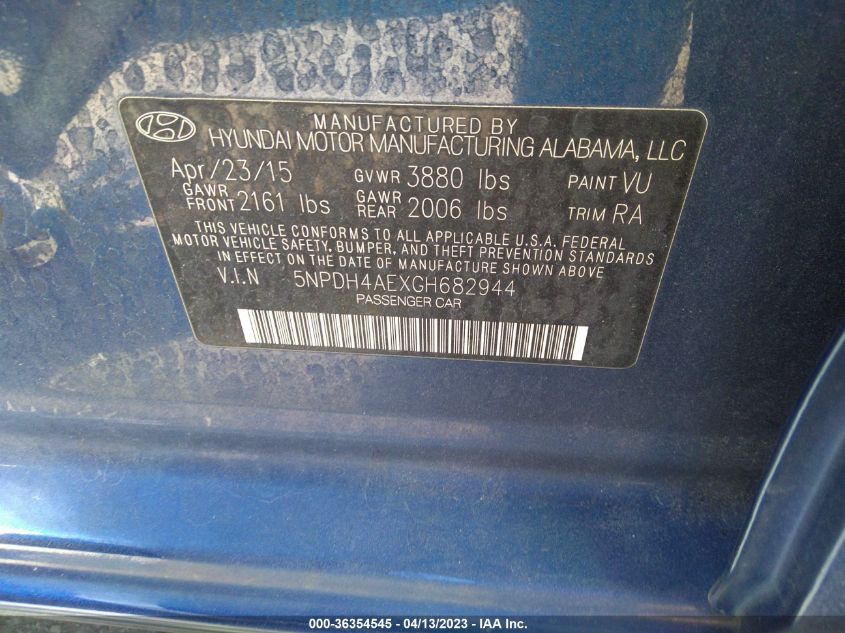 MANUFACTURED BY
HYUNDAI MOTOR MANUFACTURING ALABAMA, LLC
Apr/23/15 GVWR 3880 lbs PAINT VU
GAWR FRONT 2161 lbs GAWR REAR 2006 lbs TRIM RA
THIS VEHICLE CONFORMS TO ALL APPLICABLE U.S.A. FEDERAL
MOTOR VEHICLE SAFETY, BUMPER, AND THEFT PREVENTION STANDARDS
IN EFFECT ON THE DATE OF MANUFACTURE SHOWN ABOVE.
V.I.N 5NPDH4AEXGH682944
PASSENGER CAR
000-36354545 - 04/13/2023 - IAA Inc.